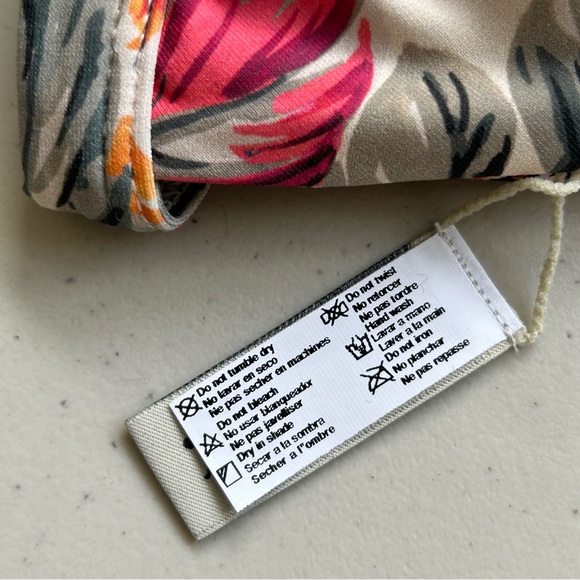 Do not tumble dry
No lavar en seco
Ne pas secher en machines
Do not bleach
No usar blanqueador
Ne pas javelliser
Dry in shade
Secar a la sombra
Secher a l"ombre
Do not twist
No retorcer
Ne pas tordre
Hand wash
Lavar a mano
Laver a la main
Do not iron
No planchar
Ne pas repasse